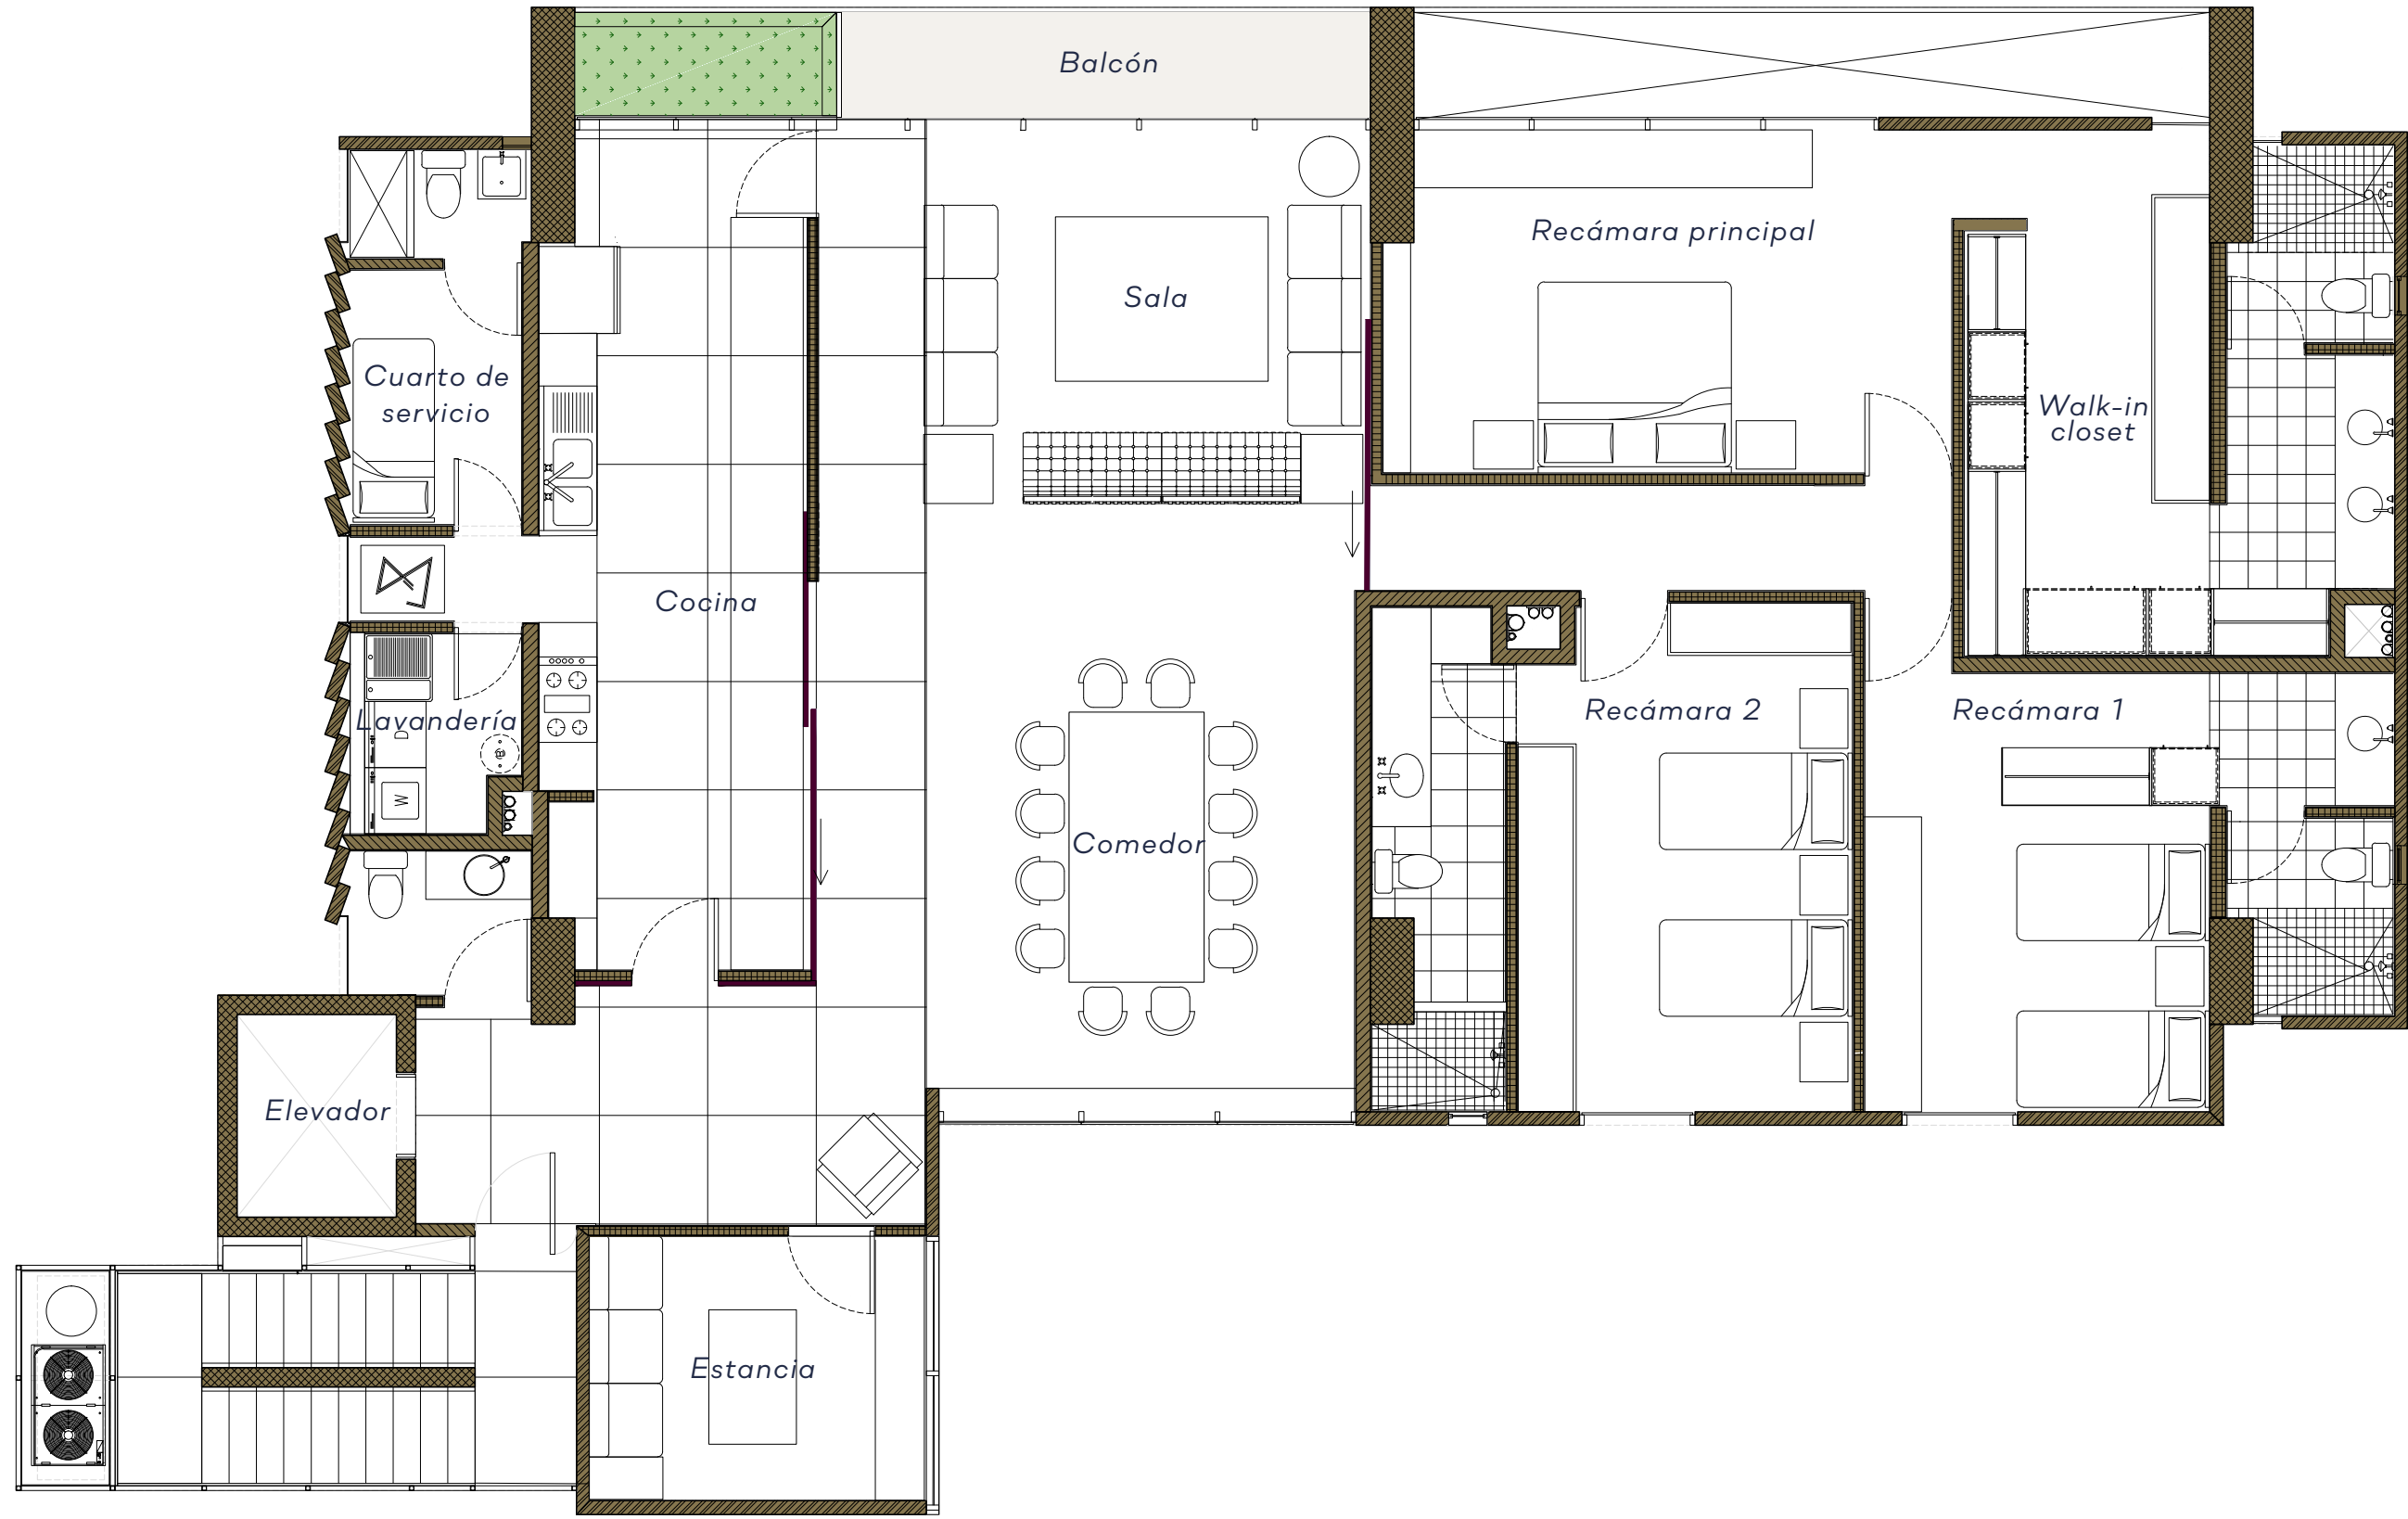 Balcón
Recámara principal
Sala
Cuarto de
servicio
Walk-in
closet
Cocina
Lavandería
D
W
Recámara 2
Recámara 1
Comedor
Elevador
Estancia